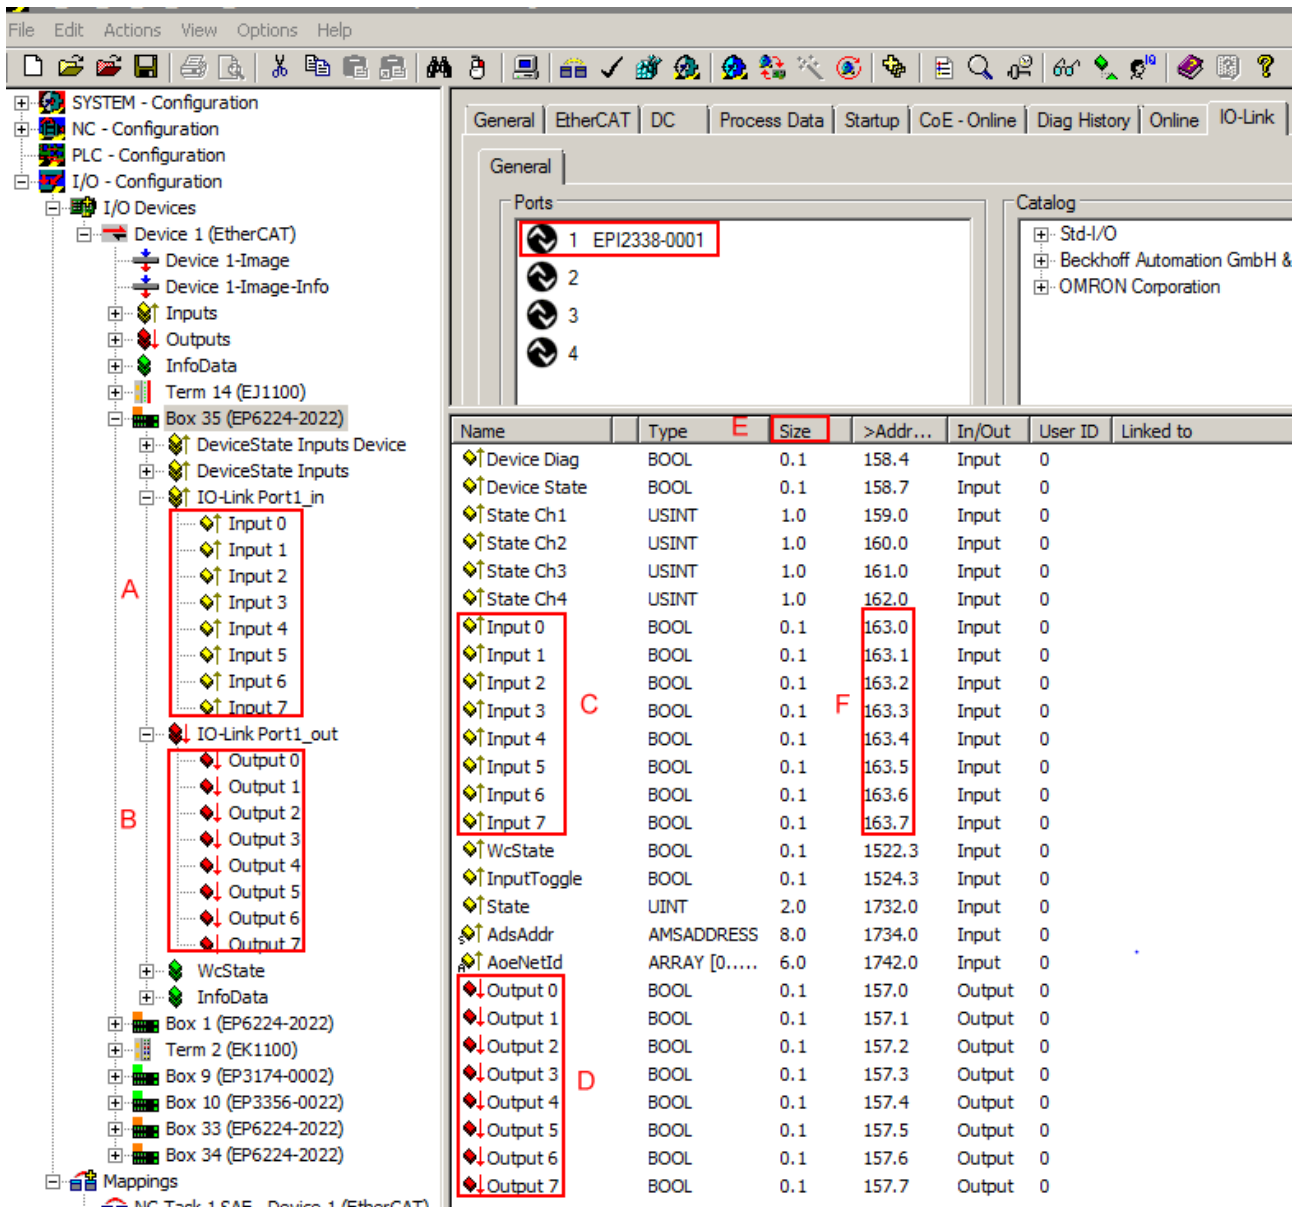 File Edit Actions View Options Help
SYSTEM - Configuration
NC - Configuration
PLC - Configuration
I/O - Configuration
I/O Devices
Device 1 (EtherCAT)
Device 1-Image
Device 1-Image-Info
Inputs
Outputs
InfoData
Term 14 (EJ1100)
Box 35 (EP6224-2022)
DeviceState Inputs Device
DeviceState Inputs
IO-Link Port1_in
Input 0
Input 1
Input 2
A
Input 3
Input 4
Input 5
Input 6
Input 7
IO-Link Port1_out
Output 0
Output 1
Output 2
B
Output 3
Output 4
Output 5
Output 6
Output 7
WcState
InfoData
Box 1 (EP6224-2022)
Term 2 (EK1100)
Box 9 (EP3174-0002)
Box 10 (EP3356-0022)
Box 33 (EP6224-2022)
Box 34 (EP6224-2022)
Mappings
NC-Task 1 SAF - Device 1 (EtherCAT)
General EtherCAT DC Process Data Startup CoE - Online Diag History Online IO-Link
General
Ports
1 EPI2338-0001
2
3
4
Catalog
Std-I/O
Beckhoff Automation GmbH &
OMRON Corporation
Name Type E Size >Addr... In/Out User ID Linked to
Device Diag BOOL 0.1 158.4 Input 0
Device State BOOL 0.1 158.7 Input 0
State Ch1 USINT 1.0 159.0 Input 0
State Ch2 USINT 1.0 160.0 Input 0
State Ch3 USINT 1.0 161.0 Input 0
State Ch4 USINT 1.0 162.0 Input 0
Input 0 BOOL 0.1 163.0 Input 0
Input 1 BOOL 0.1 163.1 Input 0
Input 2 BOOL 0.1 163.2 Input 0
Input 3 C BOOL 0.1 F 163.3 Input 0
Input 4 BOOL 0.1 163.4 Input 0
Input 5 BOOL 0.1 163.5 Input 0
Input 6 BOOL 0.1 163.6 Input 0
Input 7 BOOL 0.1 163.7 Input 0
WcState BOOL 0.1 1522.3 Input 0
InputToggle BOOL 0.1 1524.3 Input 0
State UINT 2.0 1732.0 Input 0
AdsAddr AMSADDRESS 8.0 1734.0 Input 0
AoeNetId ARRAY [0..... 6.0 1742.0 Input 0
Output 0 BOOL 0.1 157.0 Output 0
Output 1 BOOL 0.1 157.1 Output 0
Output 2 BOOL 0.1 157.2 Output 0
Output 3 D BOOL 0.1 157.3 Output 0
Output 4 BOOL 0.1 157.4 Output 0
Output 5 BOOL 0.1 157.5 Output 0
Output 6 BOOL 0.1 157.6 Output 0
Output 7 BOOL 0.1 157.7 Output 0